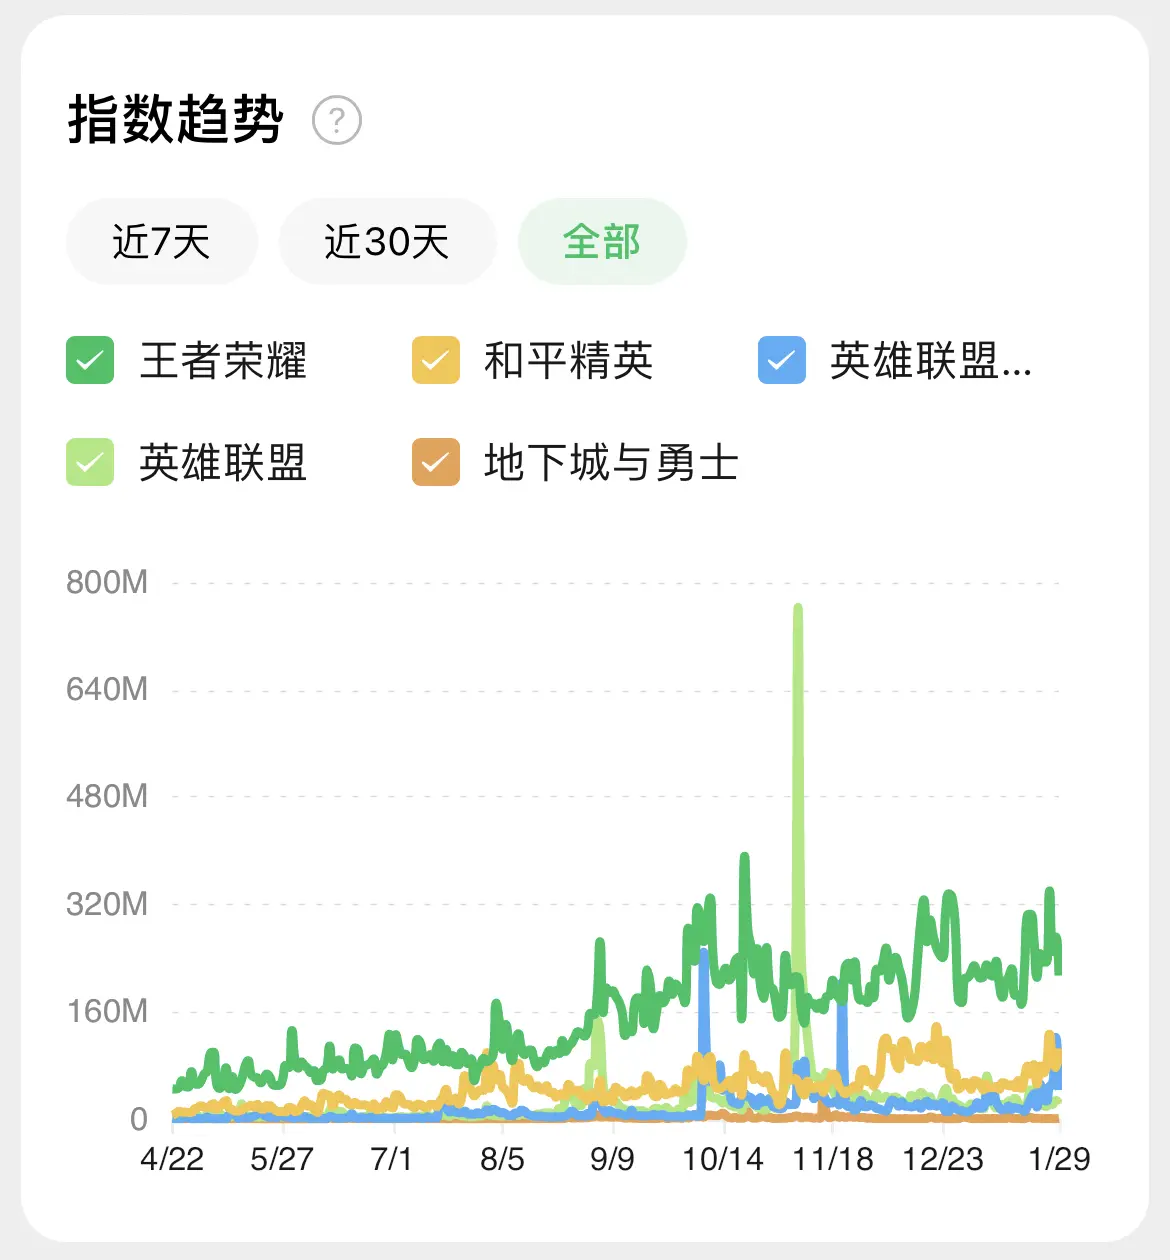 指数趋势 ?
近7天 近30天 全部
王者荣耀 和平精英 英雄联盟...
英雄联盟 地下城与勇士
800M
640M
480M
320M
160M
0
4/22 5/27 7/1 8/5 9/9 10/14 11/18 12/23 1/29